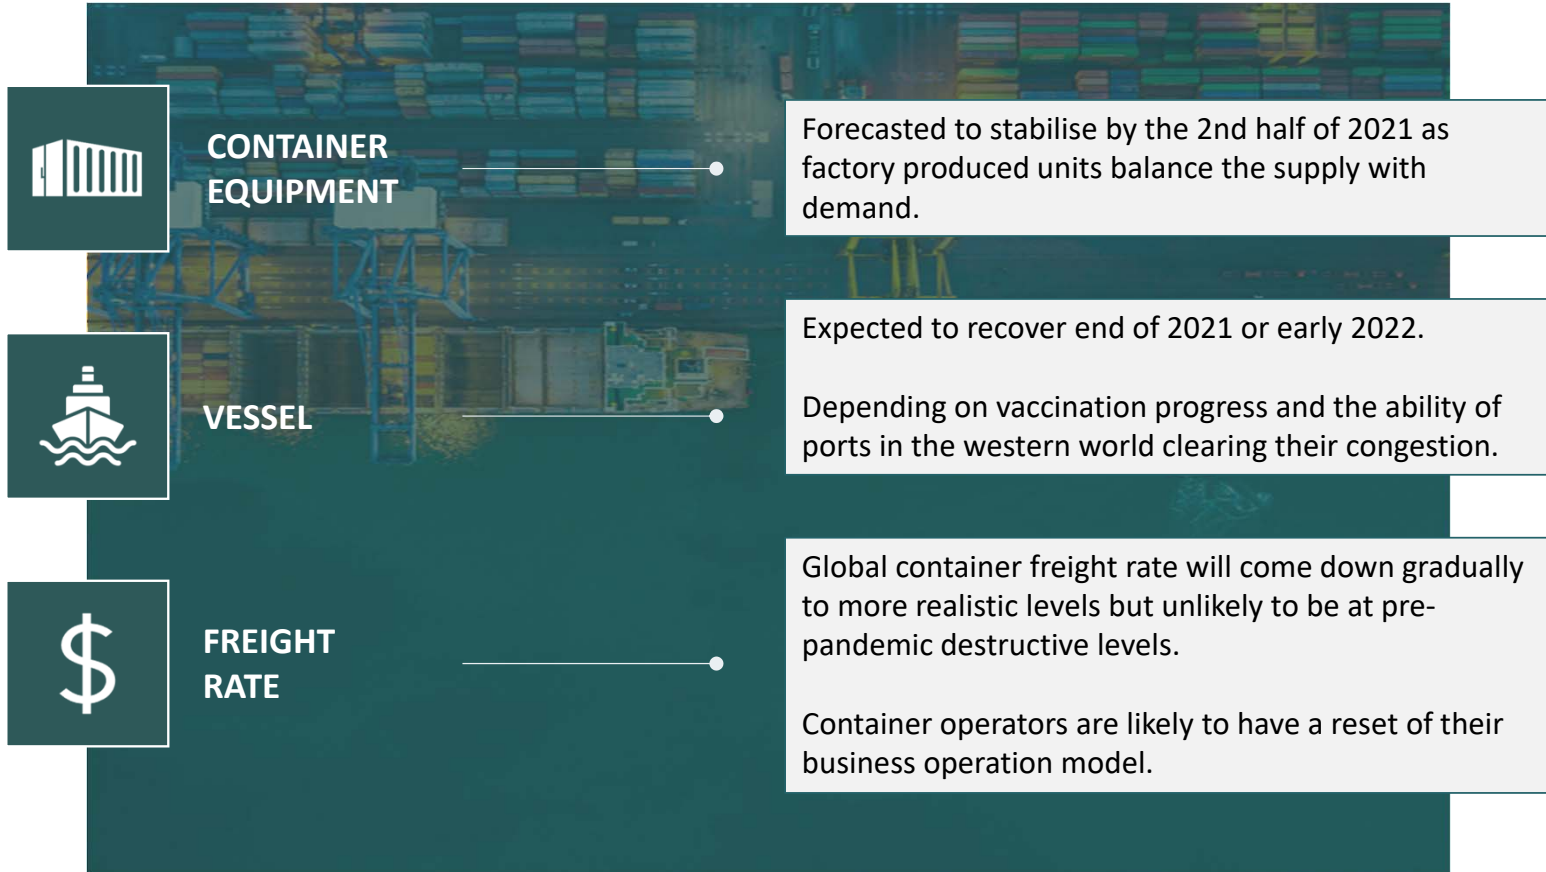 CONTAINER
EQUIPMENT
Forecasted to stabilise by the 2nd half of 2021 as
factory produced units balance the supply with
demand.
VESSEL
Expected to recover end of 2021 or early 2022.
Depending on vaccination progress and the ability of
ports in the western world clearing their congestion.
$
FREIGHT
RATE
Global container freight rate will come down gradually
to more realistic levels but unlikely to be at pre-
pandemic destructive levels.
Container operators are likely to have a reset of their
business operation model.